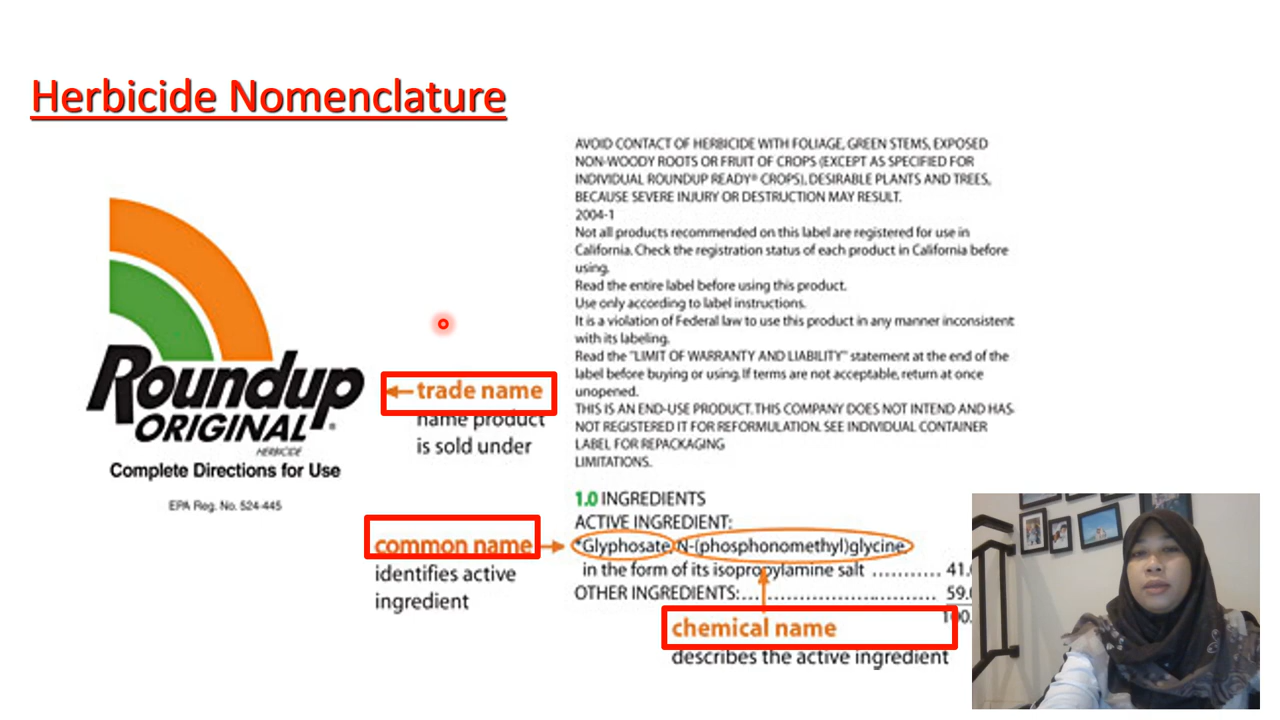 Herbicide Nomenclature
Roundup
ORIGINAL®
HERBICIDE
Complete Directions for Use
EPA Reg. No. 524-445
trade name
name product
is sold under
common name
identifies active
ingredient
AVOID CONTACT OF HERBICIDE WITH FOLIAGE, GREEN STEMS, EXPOSED
NON-WOODY ROOTS OR FRUIT OF CROPS (EXCEPT AS SPECIFIED FOR
INDIVIDUAL ROUNDUP READY® CROPS), DESIRABLE PLANTS AND TREES,
BECAUSE SEVERE INJURY OR DESTRUCTION MAY RESULT.
2004-1
Not all products recommended on this label are registered for use in
California. Check the registration status of each product in California before
using.
Read the entire label before using this product.
Use only according to label instructions.
It is a violation of Federal law to use this product in any manner inconsistent
with its labeling.
Read the "LIMIT OF WARRANTY AND LIABILITY" statement at the end of the
label before buying or using. If terms are not acceptable, return at once
unopened.
THIS IS AN END-USE PRODUCT. THIS COMPANY DOES NOT INTEND AND HAS
NOT REGISTERED IT FOR REFORMULATION. SEE INDIVIDUAL CONTAINER
LABEL FOR REPACKAGING
LIMITATIONS.
1.0 INGREDIENTS
ACTIVE INGREDIENT:
*Glyphosate, N-(phosphonomethyl)glycine,
in the form of its isopropylamine salt ........... 41.
OTHER INGREDIENTS:.................................. 59.
100.
chemical name
describes the active ingredient